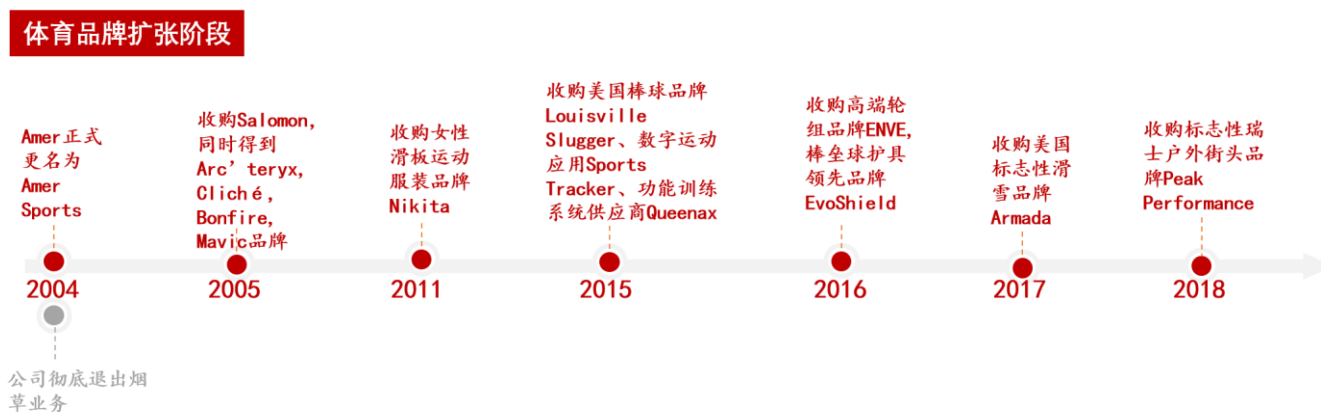 体育品牌扩张阶段
Amer正式
更名为
Amer
Sports
收购Salomon,
同时得到
Arc’teryx,
Cliché,
Bonfire,
Mavic品牌
收购女性
滑板运动
服装品牌
Nikita
收购美国棒球品牌
Louisville
Slugger、数字运动
应用Sports
Tracker、功能训练
系统供应商Queenax
收购高端轮
组品牌ENVE,
棒垒球护具
领先品牌
EvoShield
收购美国
标志性滑
雪品牌
Armada
收购标志性瑞
士户外街头品
牌Peak
Performance
2004
2005
2011
2015
2016
2017
2018
公司彻底退出烟
草业务